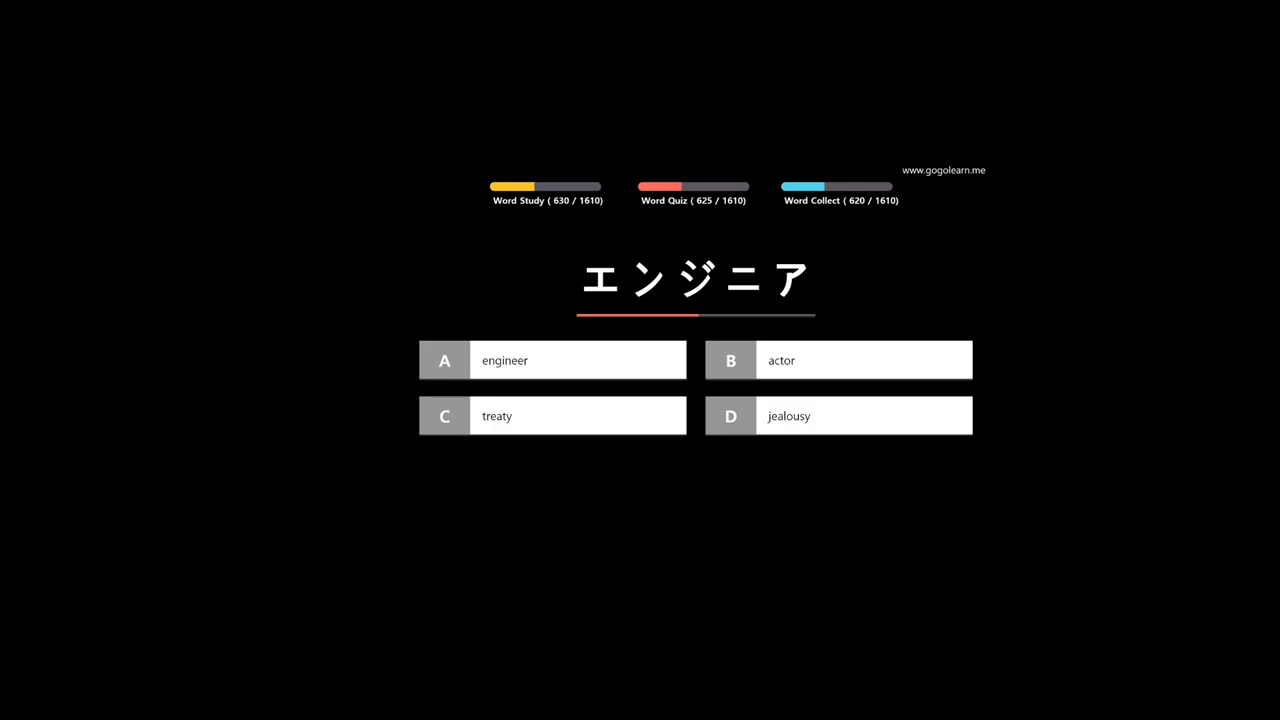 www.gogolearn.me
Word Study ( 630 / 1610)
Word Quiz ( 625 / 1610)
Word Collect ( 620 / 1610)
エンジニア
A engineer
B actor
C treaty
D jealousy